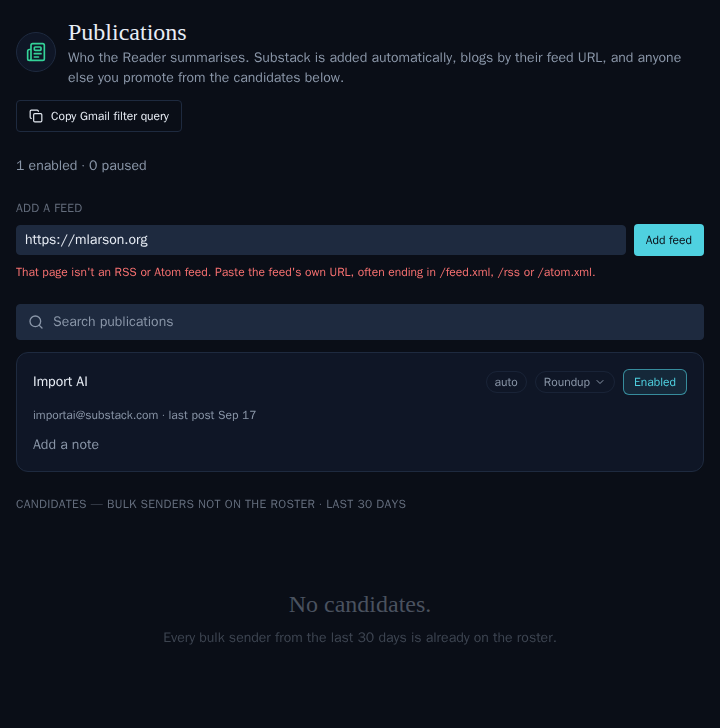 Publications
Who the Reader summarises. Substack is added automatically, blogs by their feed URL, and anyone
else you promote from the candidates below.
Copy Gmail filter query
1 enabled · 0 paused
ADD A FEED
https://mlarson.org
Add feed
That page isn't an RSS or Atom feed. Paste the feed's own URL, often ending in /feed.xml, /rss or /atom.xml.
Search publications
Import AI
auto
Roundup
Enabled
importai@substack.com · last post Sep 17
Add a note
CANDIDATES — BULK SENDERS NOT ON THE ROSTER · LAST 30 DAYS
No candidates.
Every bulk sender from the last 30 days is already on the roster.